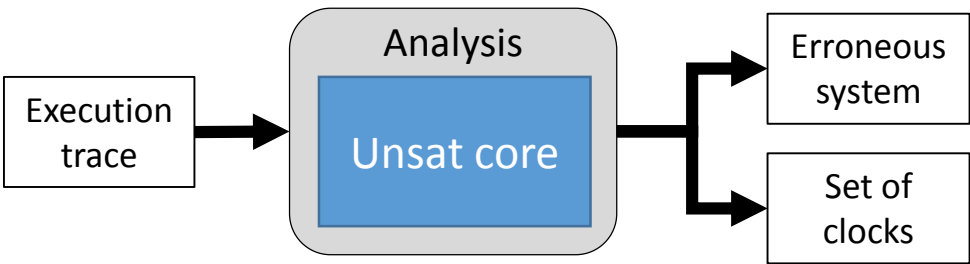 Execution
trace
Analysis
Unsat core
Erroneous
system
Set of
clocks